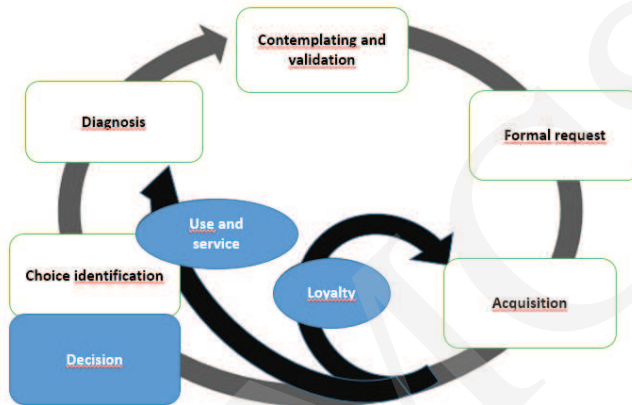 Contemplating and
validation
Diagnosis
Formal request
Use and
service
Choice identification
Loyalty
Acquisition
Decision